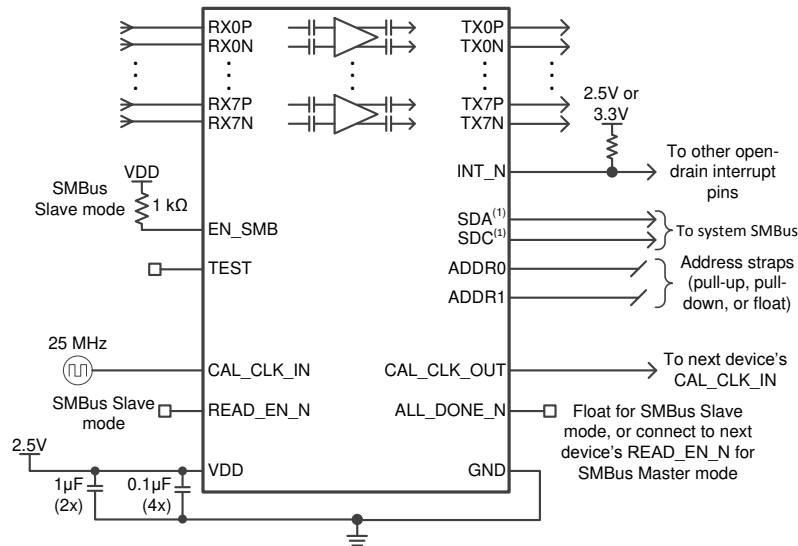 RX0P
TX0P
RX0N
TX0N
RX7P
TX7P
RX7N
TX7N
2.5V or
3.3V
INT_N
To other open-
drain interrupt
pins
VDD
SMBus
Slave mode
1 kΩ
EN_SMB
SDA(1)
SDC(1)
To system SMBus
TEST
ADDR0
ADDR1
Address straps
(pull-up, pull-
down, or float)
25 MHz
CAL_CLK_IN
CAL_CLK_OUT
To next device's
CAL_CLK_IN
SMBus Slave
mode
READ_EN_N
ALL_DONE_N
Float for SMBus Slave
mode, or connect to next
device's READ_EN_N for
SMBus Master mode
2.5V
VDD
GND
1µF
(2x)
0.1µF
(4x)